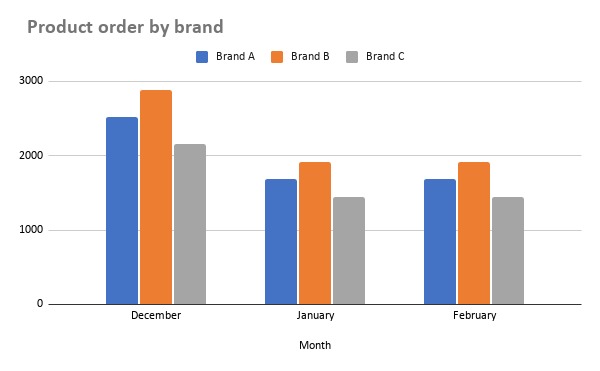 Product order by brand
Brand A Brand B Brand C
3000
2000
1000
0
December January February
Month